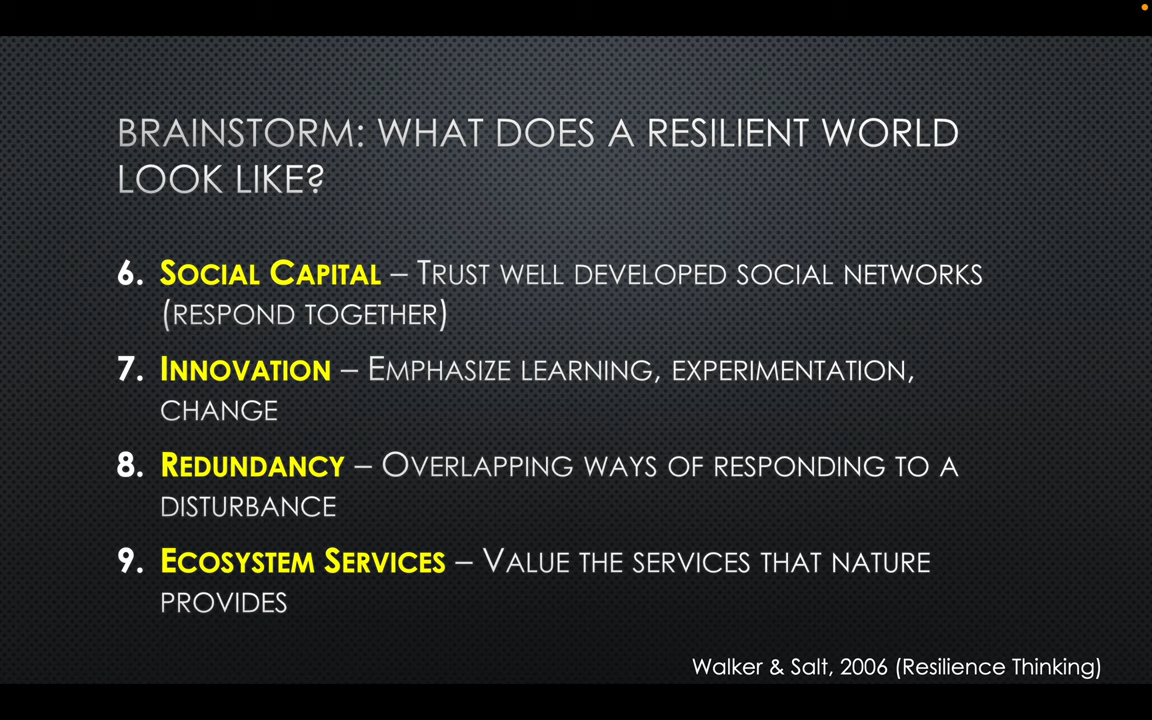 BRAINSTORM: WHAT DOES A RESILIENT WORLD
LOOK LIKE?
6. SOCIAL CAPITAL – TRUST WELL DEVELOPED SOCIAL NETWORKS
(RESPOND TOGETHER)
7. INNOVATION – EMPHASIZE LEARNING, EXPERIMENTATION,
CHANGE
8. REDUNDANCY – OVERLAPPING WAYS OF RESPONDING TO A
DISTURBANCE
9. ECOSYSTEM SERVICES – VALUE THE SERVICES THAT NATURE
PROVIDES
Walker & Salt, 2006 (Resilience Thinking)